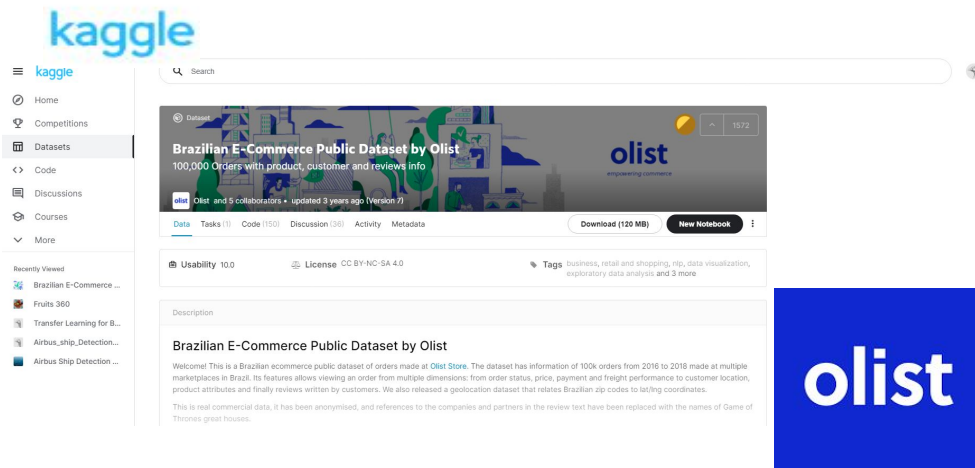 kaggle
kaggle
Search
Home
Competitions
Datasets
Code
Discussions
Courses
More
Recently Viewed
Brazilian E-Commerce ...
Fruits 360
Transfer Learning for B...
Airbus_ship_Detection...
Airbus Ship Detection ...
Dataset
1572
Brazilian E-Commerce Public Dataset by Olist
100,000 Orders with product, customer and reviews info
olist
empowering commerce
olist Olist and 5 collaborators • updated 3 years ago (Version 7)
Data Tasks (1) Code (150) Discussion (36) Activity Metadata Download (120 MB) New Notebook
Usability 10.0 License CC BY-NC-SA 4.0 Tags business, retail and shopping, nlp, data visualization,
exploratory data analysis and 3 more
Description
Brazilian E-Commerce Public Dataset by Olist
Welcome! This is a Brazilian ecommerce public dataset of orders made at Olist Store. The dataset has information of 100k orders from 2016 to 2018 made at multiple
marketplaces in Brazil. Its features allows viewing an order from multiple dimensions: from order status, price, payment and freight performance to customer location,
product attributes and finally reviews written by customers. We also released a geolocation dataset that relates Brazilian zip codes to lat/lng coordinates.
This is real commercial data, it has been anonymised, and references to the companies and partners in the review text have been replaced with the names of Game of
Thrones great houses.
olist